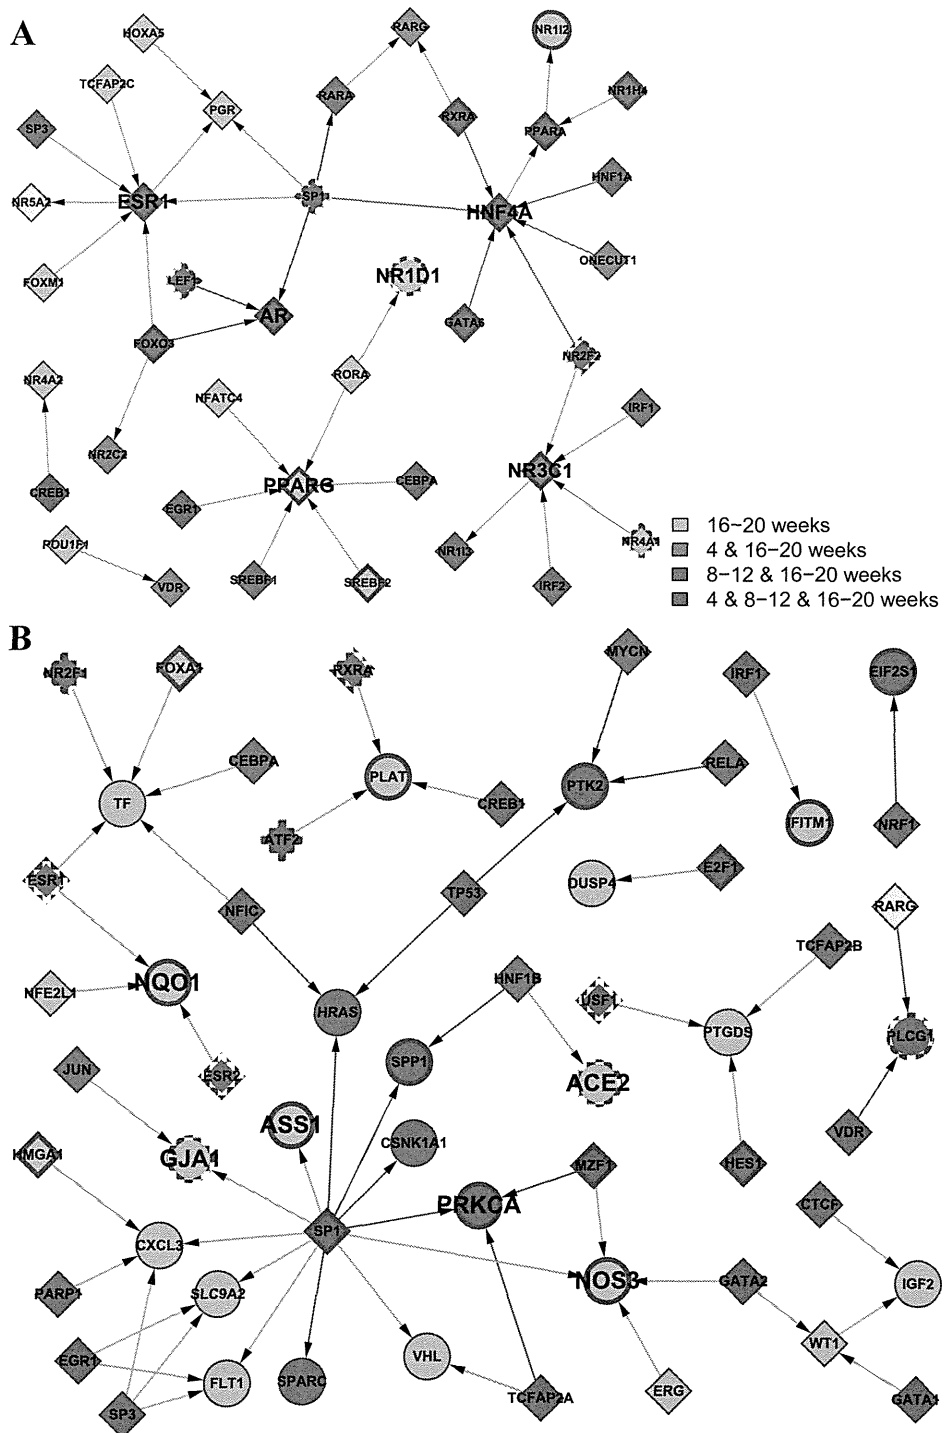 A
HOXA5
RARG
NR1I2
TCFAP2C
PGR
RARA
RXRA
NR1H4
SP3
PPARA
NR5A2
ESR1
SP1
HNF4A
HNF1A
FOXM1
LEF1
NR1D1
ONECUT1
AR
GATA6
FOXO3
NR2F2
NR4A2
NFATC4
RORA
IRF1
NR2C2
CREB1
PPARG
CEBPA
NR3C1
EGR1
POU1F1
NR1I3
NR4A1
VDR
SREBF1
SREBF2
IRF2
16~20 weeks
4 & 16−20 weeks
8−12 & 16−20 weeks
4 & 8−12 & 16−20 weeks
B
NR2F1
FOXA1
RXRA
MYCN
IRF1
EIF2S1
CEBPA
PLAT
PTK2
RELA
TF
CREB1
IFITM1
NRF1
ATF2
ESR1
NFIC
TP53
DUSP4
E2F1
RARG
NFE2L1
NQO1
HRAS
HNF1B
USF1
TCFAP2B
PTGDS
PLCG1
JUN
ESR2
SPP1
ACE2
ASS1
CSNK1A1
VDR
HMGA1
GJA1
MZF1
HES1
PRKCA
CTCF
SP1
CXCL3
PARP1
SLC9A2
NOS3
GATA2
IGF2
EGR1
VHL
WT1
FLT1
SPARC
TCFAP2A
ERG
GATA1
SP3